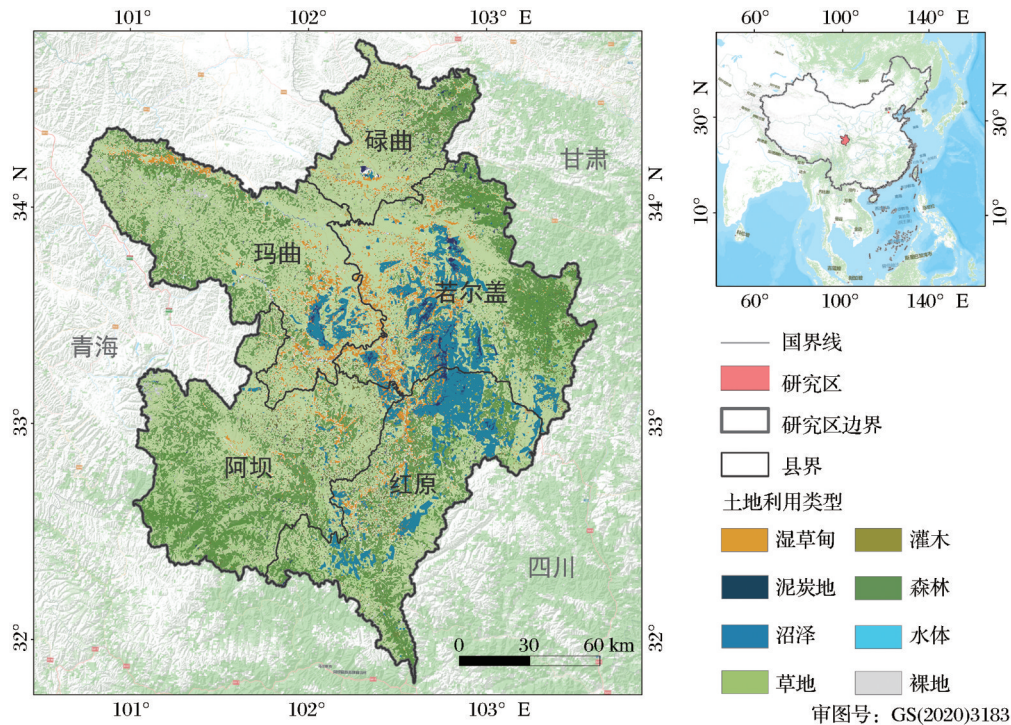 101° 102° 103° E
60° 100° 140° E
34° N
33°
32°
碌曲
甘肃
玛曲
若尔盖
青海
阿坝
红原
四川
0 30 60 km
101° 102° 103° E
34° N
33°
32°
30° N
10°
30° N
10°
60° 100° 140° E
国界线
研究区
研究区边界
县界
土地利用类型
湿草甸 灌木
泥炭地 森林
沼泽 水体
草地 裸地
审图号：GS(2020)3183